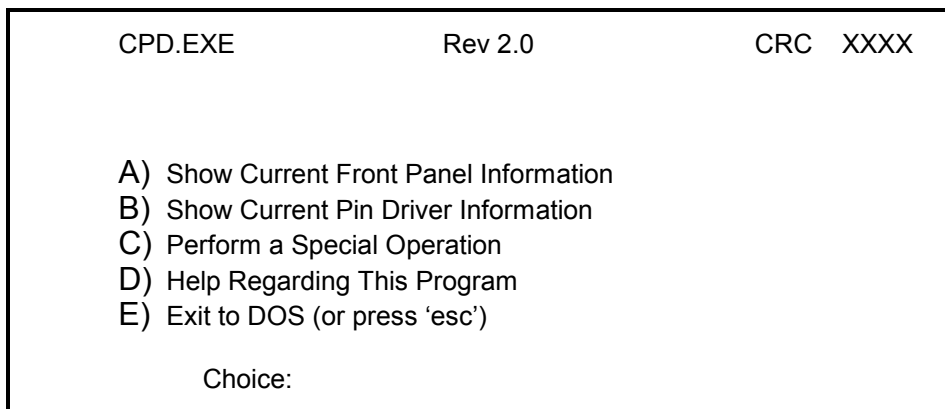 CPD.EXE Rev 2.0 CRC XXXX
A) Show Current Front Panel Information
B) Show Current Pin Driver Information
C) Perform a Special Operation
D) Help Regarding This Program
E) Exit to DOS (or press ‘esc’)
Choice: